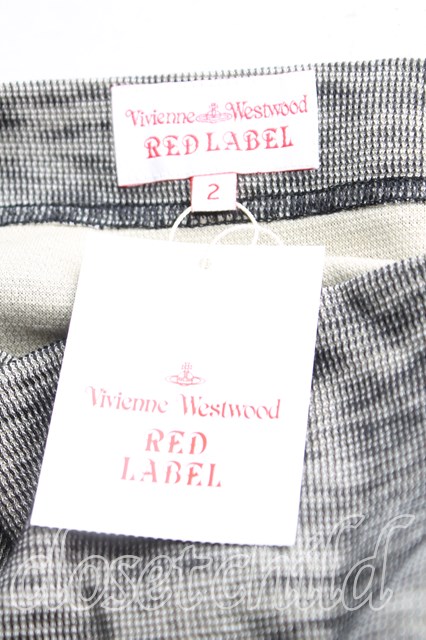 Vivienne Westwood
RED LABEL
2
Vivienne Westwood
RED
LABEL
closetchild